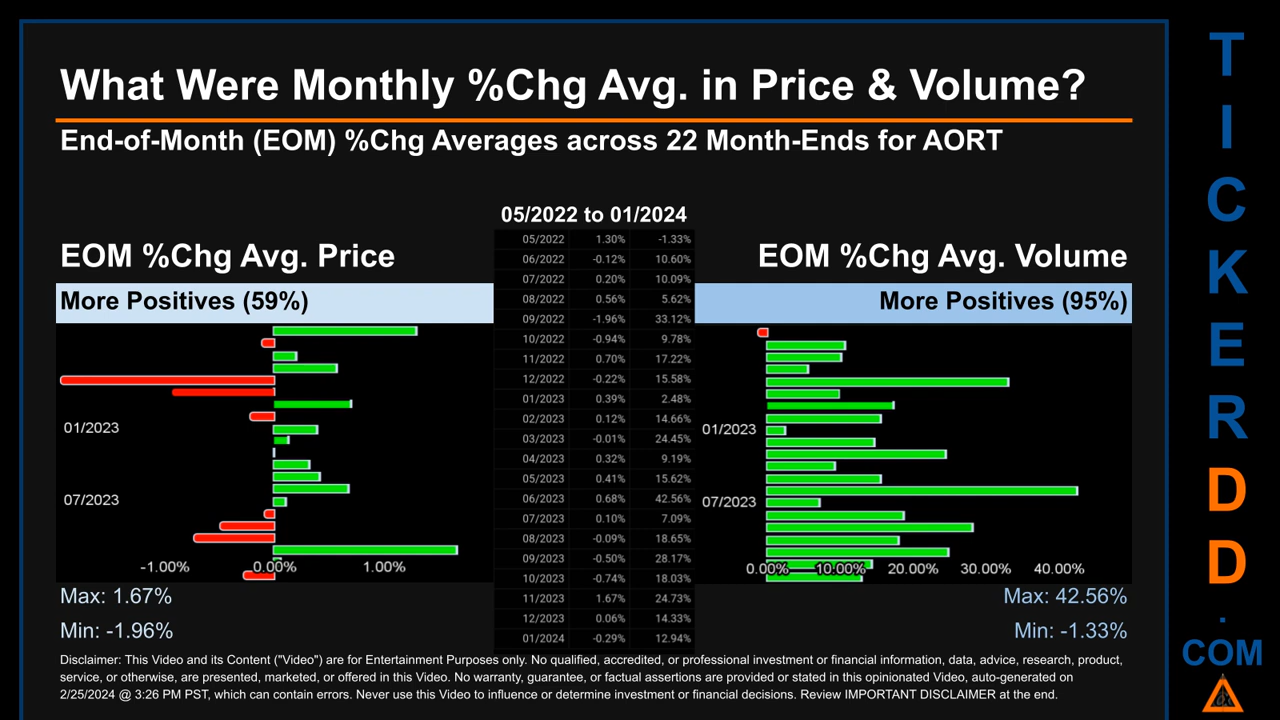 What Were Monthly %Chg Avg. in Price & Volume?
End-of-Month (EOM) %Chg Averages across 22 Month-Ends for AORT
05/2022 to 01/2024
EOM %Chg Avg. Price
More Positives (59%)
01/2023
07/2023
-1.00% 0.00% 1.00%
Max: 1.67%
Min: -1.96%
05/2022 1.30% -1.33%
06/2022 -0.12% 10.60%
07/2022 0.20% 10.09%
08/2022 0.56% 5.62%
09/2022 -1.96% 33.12%
10/2022 -0.94% 9.78%
11/2022 0.70% 17.22%
12/2022 -0.22% 15.58%
01/2023 0.39% 2.48%
02/2023 0.12% 14.66%
03/2023 -0.01% 24.45%
04/2023 0.32% 9.19%
05/2023 0.41% 15.62%
06/2023 0.68% 42.56%
07/2023 0.10% 7.09%
08/2023 -0.09% 18.65%
09/2023 -0.50% 28.17%
10/2023 -0.74% 18.03%
11/2023 1.67% 24.73%
12/2023 0.06% 14.33%
01/2024 -0.29% 12.94%
EOM %Chg Avg. Volume
More Positives (95%)
01/2023
07/2023
0.00% 10.00% 20.00% 30.00% 40.00%
Max: 42.56%
Min: -1.33%
Disclaimer: This Video and its Content ("Video") are for Entertainment Purposes only. No qualified, accredited, or professional investment or financial information, data, advice, research, product,
service, or otherwise, are presented, marketed, or offered in this Video. No warranty, guarantee, or factual assertions are provided or stated in this opinionated Video, auto-generated on
2/25/2024 @ 3:26 PM PST, which can contain errors. Never use this Video to influence or determine investment or financial decisions. Review IMPORTANT DISCLAIMER at the end.
T
I
C
K
E
R
D
D
.
COM